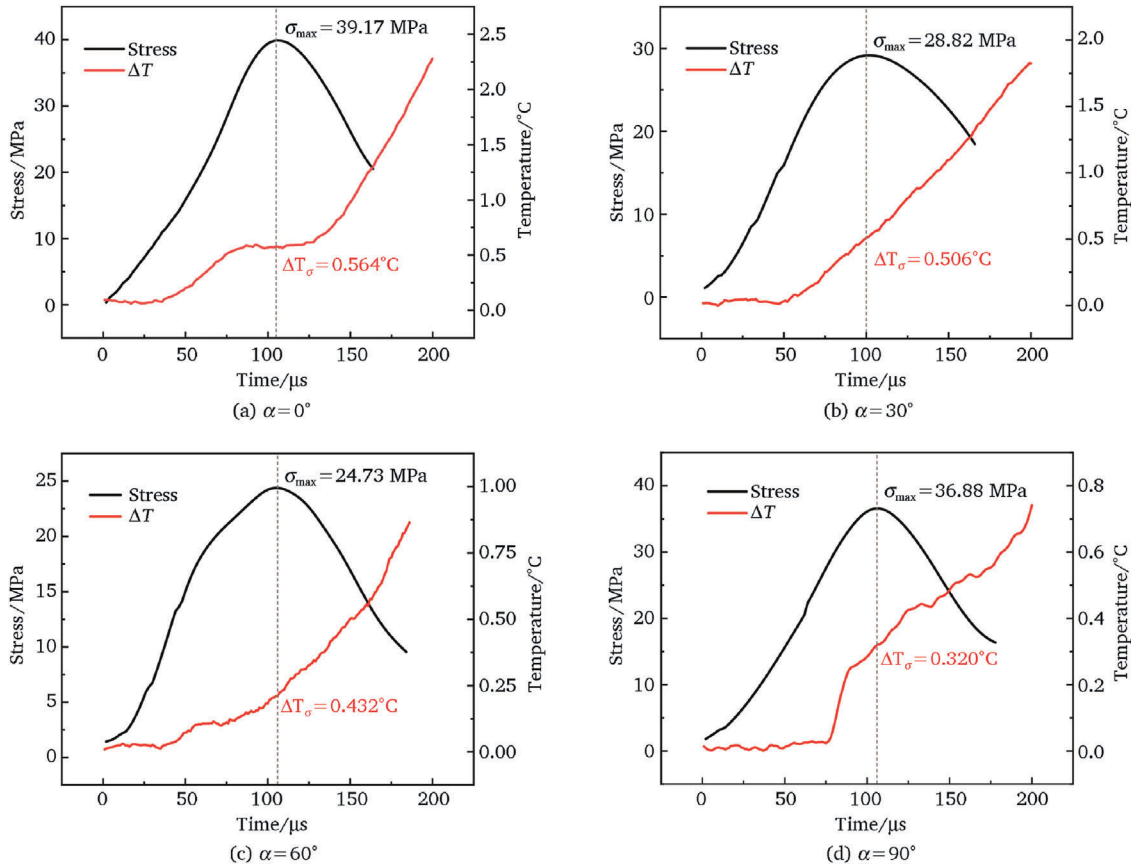 σmax=39.17 MPa
Stress
ΔT
ΔTσ=0.564°C
Stress/MPa
40
30
20
10
0
Temperature/°C
2.5
2.0
1.5
1.0
0.5
0.0
0 50 100 150 200
Time/μs
(a) α=0°
σmax=28.82 MPa
Stress
ΔT
ΔTσ=0.506°C
Stress/MPa
30
20
10
0
Temperature/°C
2.0
1.5
1.0
0.5
0.0
0 50 100 150 200
Time/μs
(b) α=30°
σmax=24.73 MPa
Stress
ΔT
ΔTσ=0.432°C
Stress/MPa
25
20
15
10
5
0
Temperature/°C
1.00
0.75
0.50
0.25
0.00
0 50 100 150 200
Time/μs
(c) α=60°
σmax=36.88 MPa
Stress
ΔT
ΔTσ=0.320°C
Stress/MPa
40
30
20
10
0
Temperature/°C
0.8
0.6
0.4
0.2
0.0
0 50 100 150 200
Time/μs
(d) α=90°